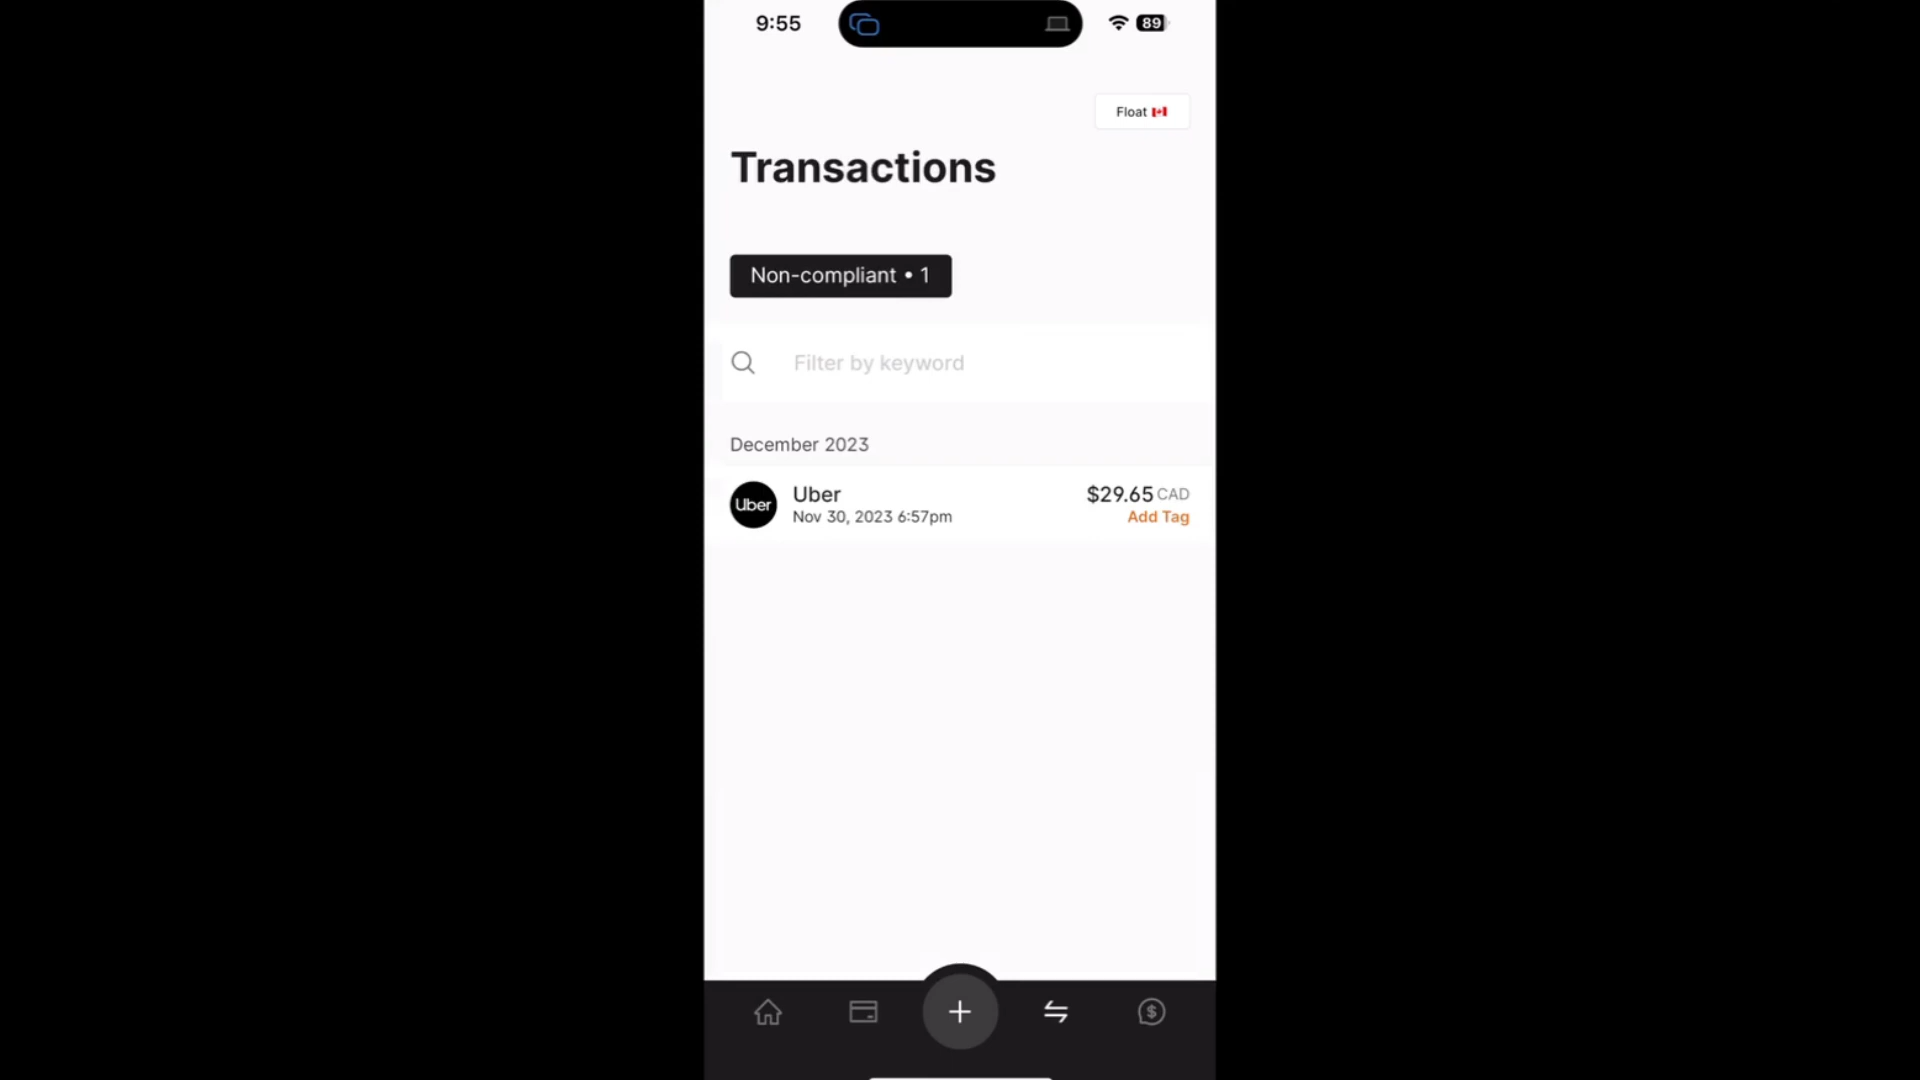 9:55
89
Float
Transactions
Non-compliant • 1
Filter by keyword
December 2023
Uber
Uber
$29.65 CAD
Nov 30, 2023 6:57pm
Add Tag